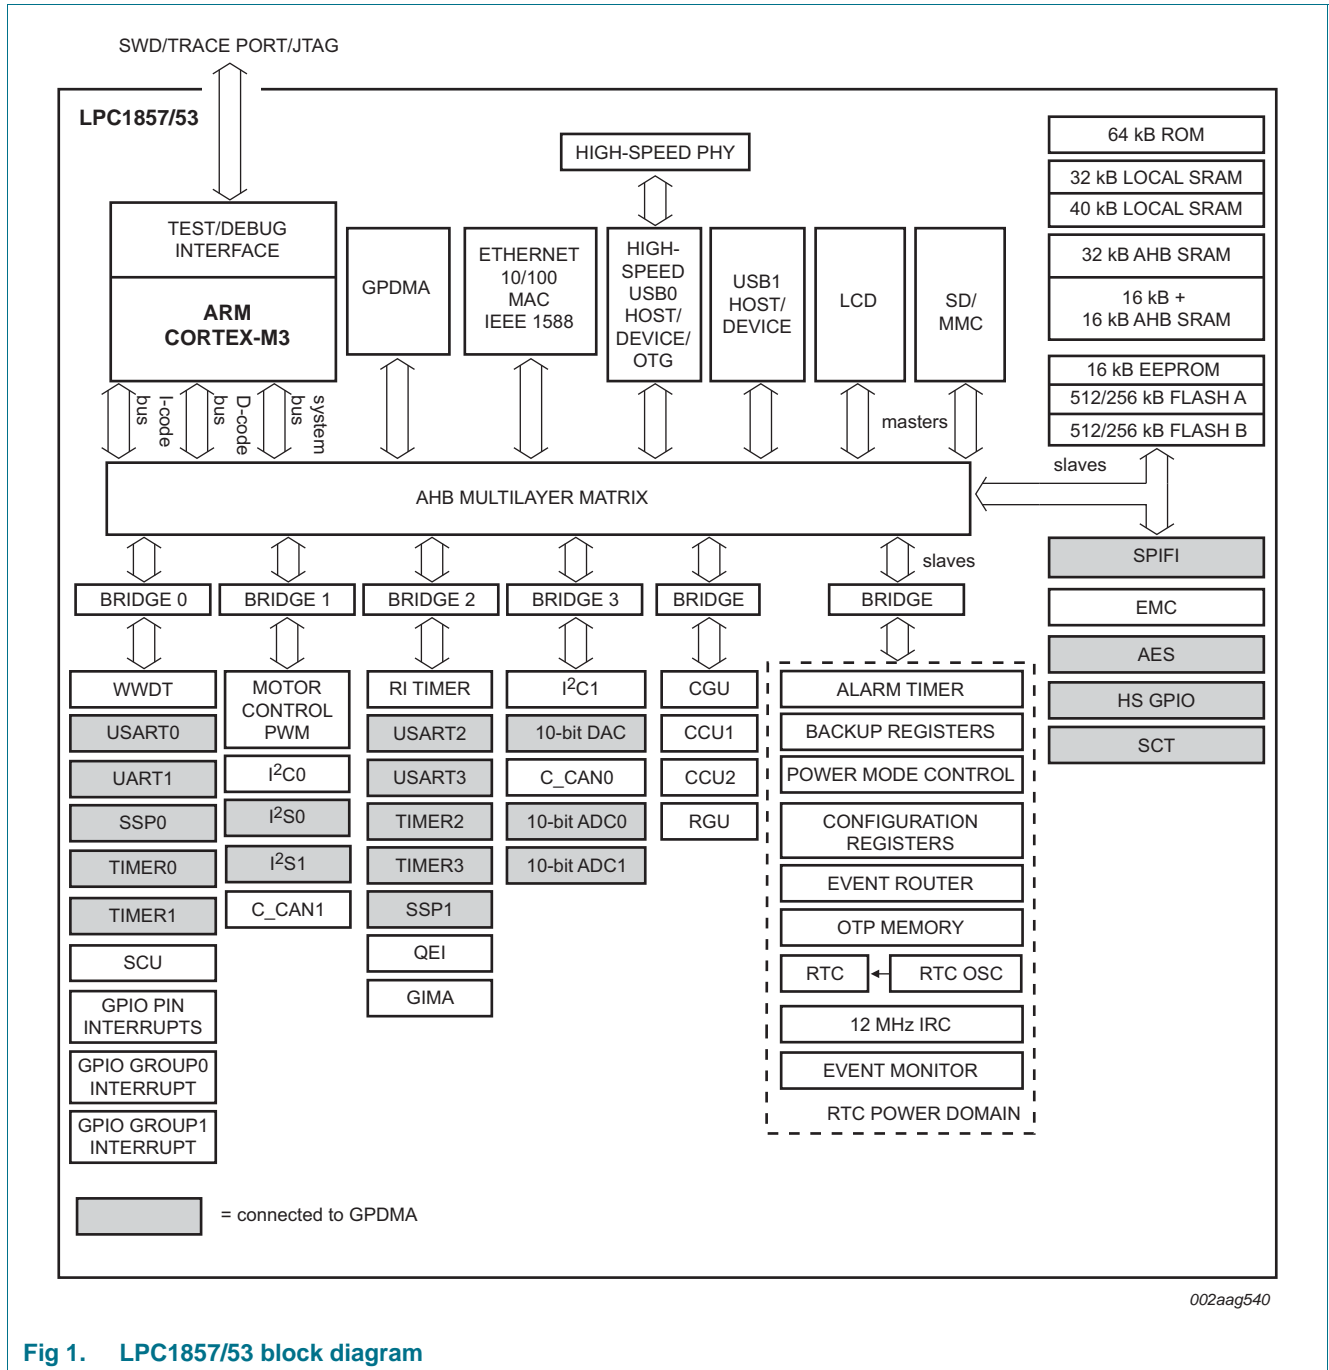 SWD/TRACE PORT/JTAG
LPC1857/53
HIGH-SPEED PHY
TEST/DEBUG
INTERFACE
ARM
CORTEX-M3
GPDMA
ETHERNET
10/100
MAC
IEEE 1588
HIGH-
SPEED
USB0
HOST/
DEVICE/
OTG
USB1
HOST/
DEVICE
LCD
SD/
MMC
64 kB ROM
32 kB LOCAL SRAM
40 kB LOCAL SRAM
32 kB AHB SRAM
16 kB +
16 kB AHB SRAM
16 kB EEPROM
512/256 kB FLASH A
512/256 kB FLASH B
I-code
bus
D-code
bus
system
bus
masters
slaves
AHB MULTILAYER MATRIX
slaves
BRIDGE 0
BRIDGE 1
BRIDGE 2
BRIDGE 3
BRIDGE
BRIDGE
WWDT
USART0
UART1
SSP0
TIMER0
TIMER1
SCU
GPIO PIN
INTERRUPTS
GPIO GROUP0
INTERRUPT
GPIO GROUP1
INTERRUPT
MOTOR
CONTROL
PWM
I2C0
I2S0
I2S1
C_CAN1
RI TIMER
USART2
USART3
TIMER2
TIMER3
SSP1
QEI
GIMA
I2C1
10-bit DAC
C_CAN0
10-bit ADC0
10-bit ADC1
CGU
CCU1
CCU2
RGU
ALARM TIMER
BACKUP REGISTERS
POWER MODE CONTROL
CONFIGURATION
REGISTERS
EVENT ROUTER
OTP MEMORY
RTC
RTC OSC
12 MHz IRC
EVENT MONITOR
RTC POWER DOMAIN
SPIFI
EMC
AES
HS GPIO
SCT
= connected to GPDMA
002aag540
Fig 1. LPC1857/53 block diagram